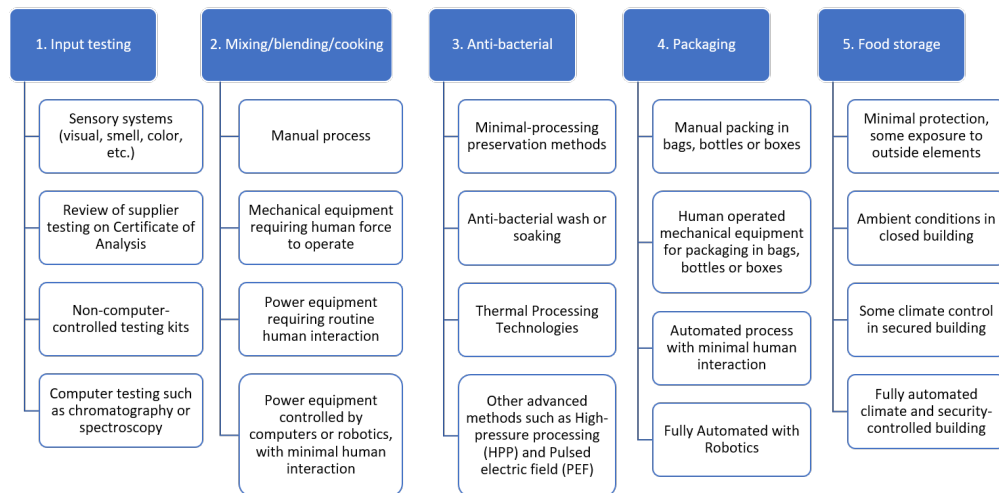 1. Input testing
Sensory systems
(visual, smell, color,
etc.)
Review of supplier
testing on Certificate of
Analysis
Non-computer-
controlled testing kits
Computer testing such
as chromatography or
spectroscopy
2. Mixing/blending/cooking
Manual process
Mechanical equipment
requiring human force
to operate
Power equipment
requiring routine
human interaction
Power equipment
controlled by
computers or robotics,
with minimal human
interaction
3. Anti-bacterial
Minimal-processing
preservation methods
Anti-bacterial wash or
soaking
Thermal Processing
Technologies
Other advanced
methods such as High-
pressure processing
(HPP) and Pulsed
electric field (PEF)
4. Packaging
Manual packing in
bags, bottles or boxes
Human operated
mechanical equipment
for packaging in bags,
bottles or boxes
Automated process
with minimal human
interaction
Fully Automated with
Robotics
5. Food storage
Minimal protection,
some exposure to
outside elements
Ambient conditions in
closed building
Some climate control
in secured building
Fully automated
climate and security-
controlled building